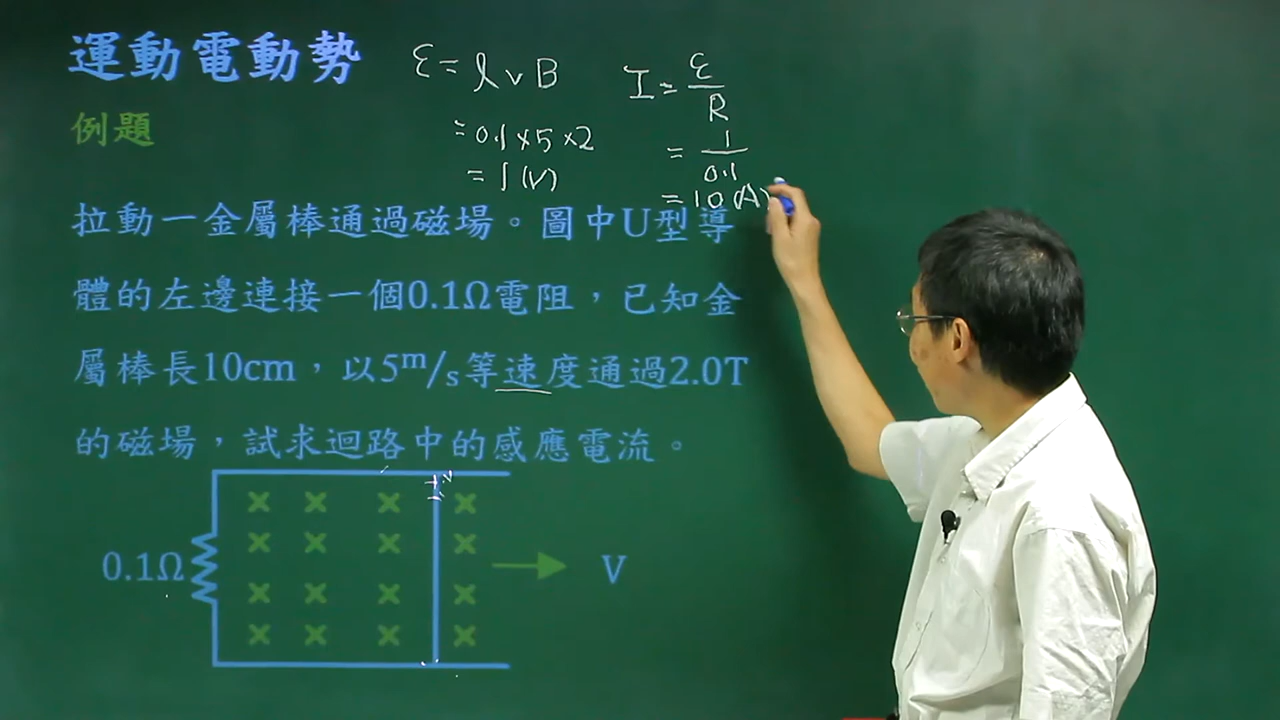 運動電動勢
ε = l v B
= 0.1 × 5 × 2
= 1 (V)
I = ε/R
= 1/0.1
= 10 (A)
例題
拉動一金屬棒通過磁場。圖中U型導
體的左邊連接一個0.1Ω電阻，已知金
屬棒長10cm，以5m/s等速度通過2.0T
的磁場，試求迴路中的感應電流。
0.1Ω
V